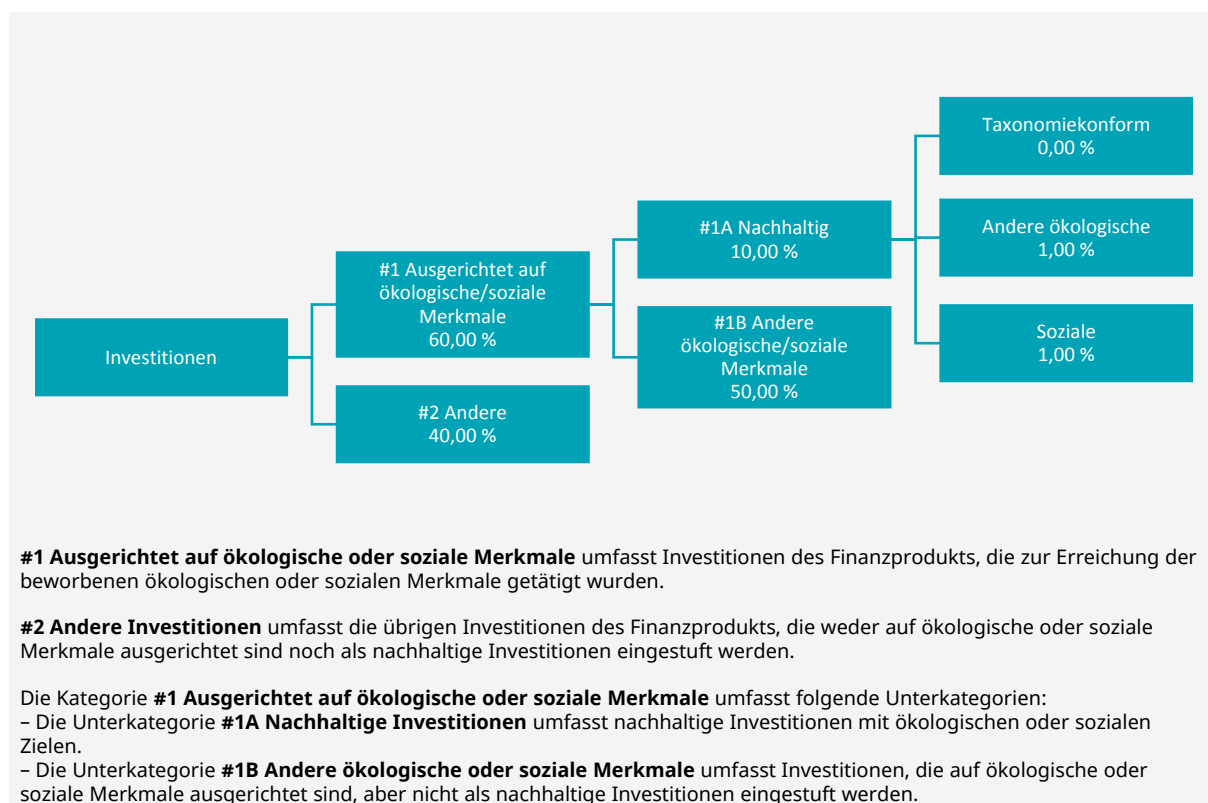 Taxonomiekonform
0,00 %
#1A Nachhaltig
10,00 %
Andere ökologische
1,00 %
#1 Ausgerichtet auf
ökologische/soziale
Merkmale
60,00 %
#1B Andere
ökologische/soziale
Merkmale
50,00 %
Soziale
1,00 %
Investitionen
#2 Andere
40,00 %
#1 Ausgerichtet auf ökologische oder soziale Merkmale umfasst Investitionen des Finanzprodukts, die zur Erreichung der
beworbenen ökologischen oder sozialen Merkmale getätigt wurden.
#2 Andere Investitionen umfasst die übrigen Investitionen des Finanzprodukts, die weder auf ökologische oder soziale
Merkmale ausgerichtet sind noch als nachhaltige Investitionen eingestuft werden.
Die Kategorie #1 Ausgerichtet auf ökologische oder soziale Merkmale umfasst folgende Unterkategorien:
– Die Unterkategorie #1A Nachhaltige Investitionen umfasst nachhaltige Investitionen mit ökologischen oder sozialen
Zielen.
– Die Unterkategorie #1B Andere ökologische oder soziale Merkmale umfasst Investitionen, die auf ökologische oder
soziale Merkmale ausgerichtet sind, aber nicht als nachhaltige Investitionen eingestuft werden.